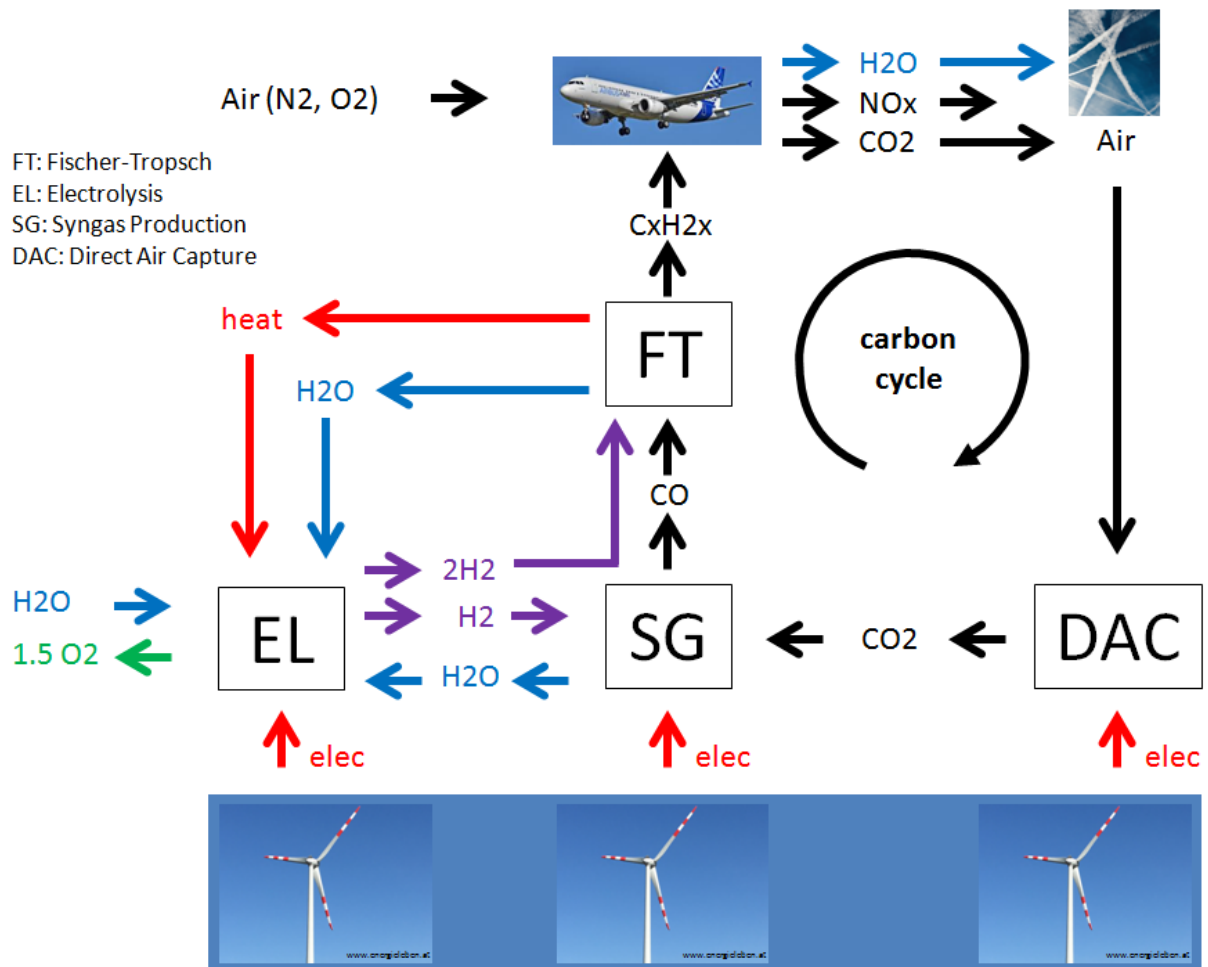 H2O
Air (N2, O2)
NOx
CO2
Air
FT: Fischer-Tropsch
EL: Electrolysis
SG: Syngas Production
DAC: Direct Air Capture
CxH2x
heat
FT
carbon
cycle
H2O
CO
2H2
H2O
H2
1.5 O2
EL
SG
CO2
DAC
H2O
elec
elec
elec
www.energieleben.at
www.energieleben.at
www.energieleben.at